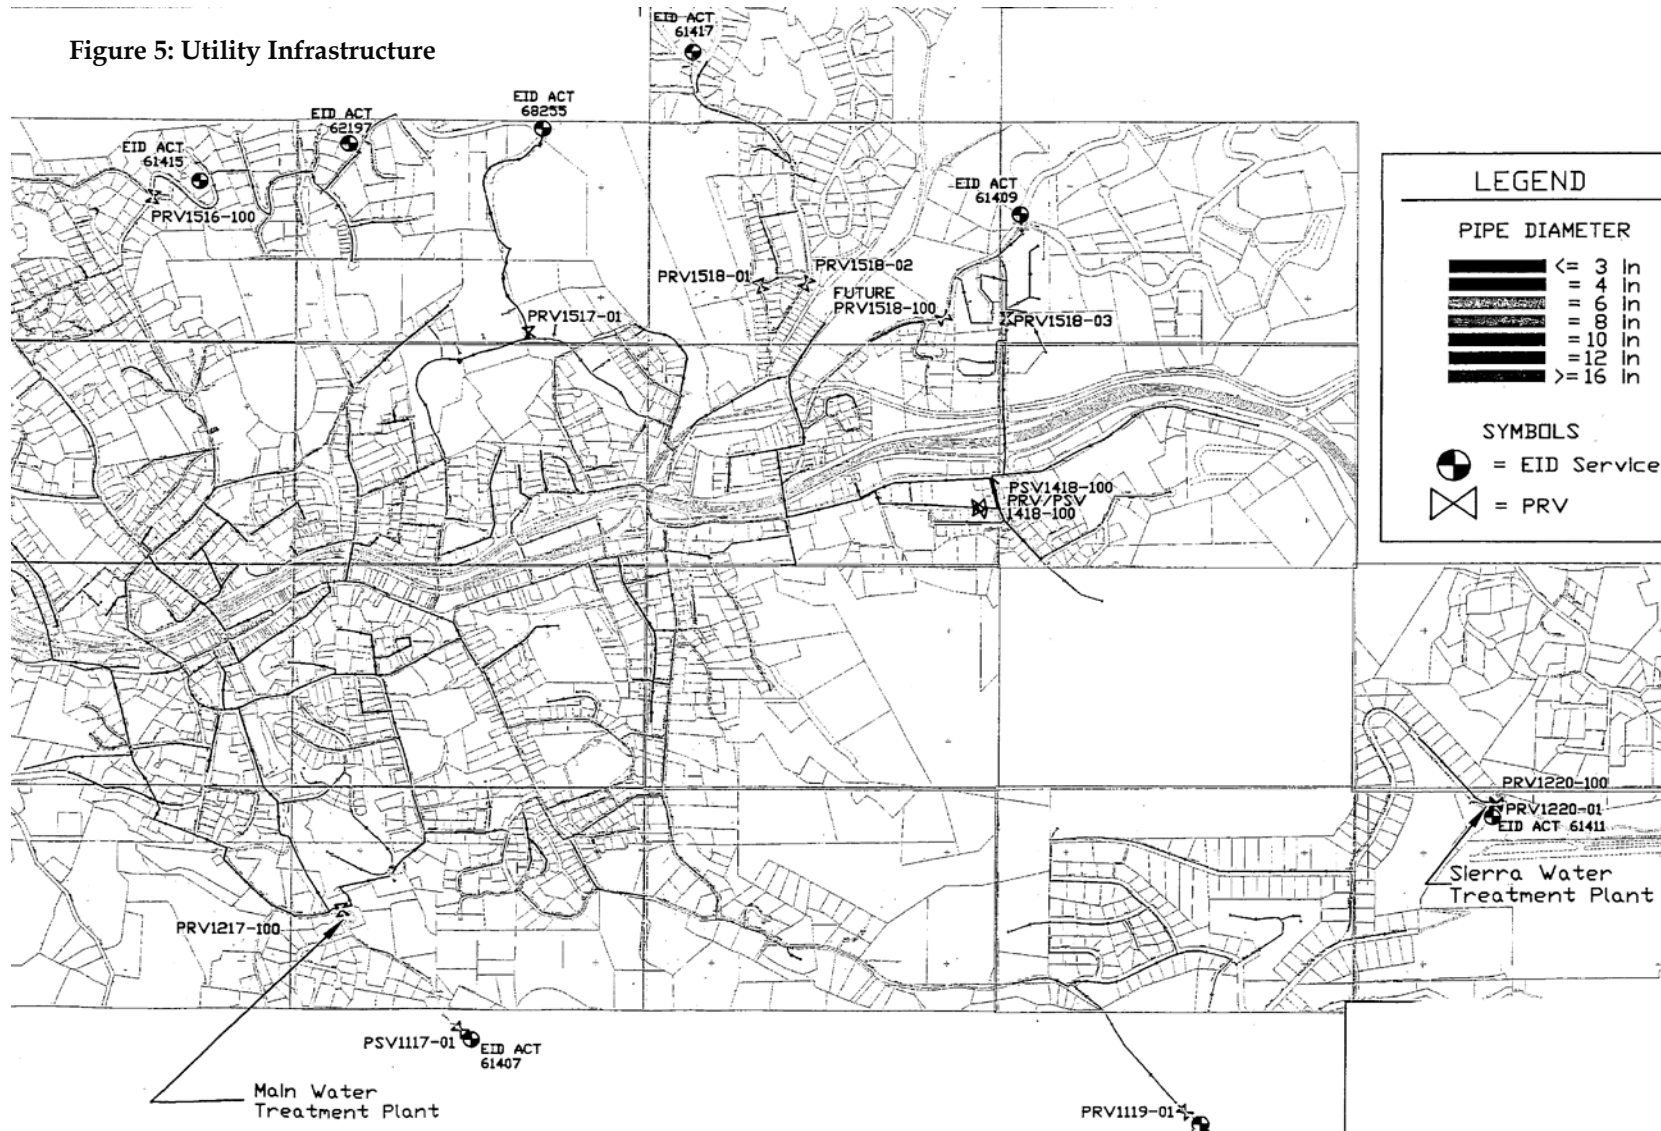 Figure 5: Utility Infrastructure
EID ACT
61417
EID ACT
68255
EID ACT
62197
EID ACT
61415
PRV1516-100
EID ACT
61409
PRV1518-01
PRV1518-02
FUTURE
PRV1518-100
PRV1518-03
PRV1517-01
PSV1418-100
PRV/PSV
1418-100
LEGEND
PIPE DIAMETER
<= 3 In
= 4 In
= 6 In
= 8 In
=10 In
=12 In
>=16 In
SYMBOLS
= EID Service
= PRV
PRV1220-100
PRV1220-01
EID ACT 61411
Sierra Water
Treatment Plant
PRV1217-100
PSV1117-01
EID ACT
61407
Main Water
Treatment Plant
PRV1119-01